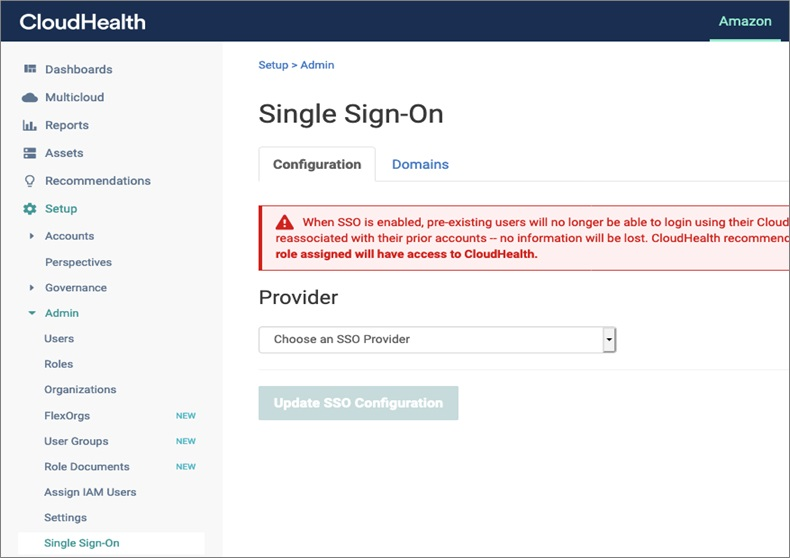 CloudHealth
Amazon
Dashboards
Multicloud
Reports
Assets
Recommendations
Setup
Accounts
Perspectives
Governance
Admin
Users
Roles
Organizations
FlexOrgs NEW
User Groups NEW
Role Documents NEW
Assign IAM Users
Settings
Single Sign-On
Setup > Admin
Single Sign-On
Configuration
Domains
When SSO is enabled, pre-existing users will no longer be able to login using their Cloud
reassociated with their prior accounts -- no information will be lost. CloudHealth recommend
role assigned will have access to CloudHealth.
Provider
Choose an SSO Provider
Update SSO Configuration